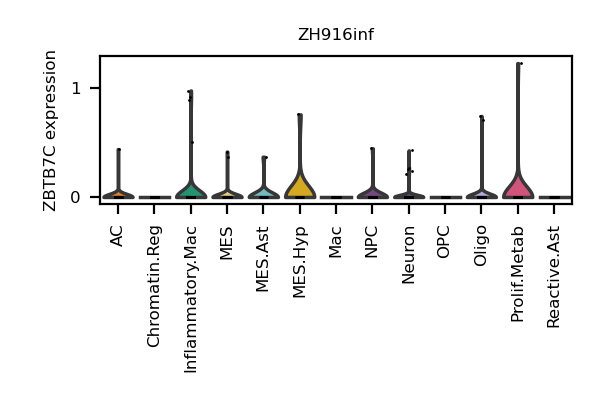 ZH916inf
ZBTB7C expression
1
0
AC
Chromatin.Reg
Inflammatory.Mac
MES
MES.Ast
MES.Hyp
Mac
NPC
Neuron
OPC
Oligo
Prolif.Metab
Reactive.Ast